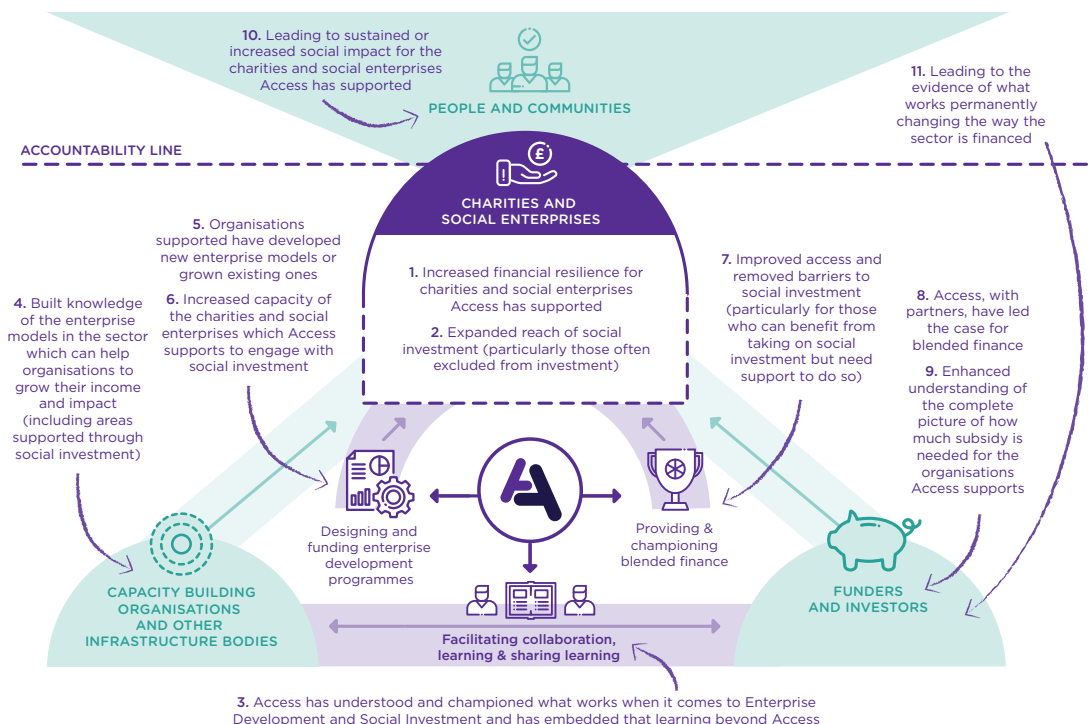 10. Leading to sustained or
increased social impact for the
charities and social enterprises
Access has supported
PEOPLE AND COMMUNITIES
11. Leading to the
evidence of what
works permanently
changing the way the
sector is financed
ACCOUNTABILITY LINE
£
CHARITIES AND
SOCIAL ENTERPRISES
5. Organisations
supported have developed
new enterprise models or
grown existing ones
6. Increased capacity of
the charities and social
enterprises which Access
supports to engage with
social investment
1. Increased financial resilience for
charities and social enterprises
Access has supported
2. Expanded reach of social
investment (particularly those often
excluded from investment)
7. Improved access and
removed barriers to
social investment
(particularly for those
who can benefit from
taking on social
investment but need
support to do so)
4. Built knowledge
of the enterprise
models in the sector
which can help
organisations to
grow their income
and impact
(including areas
supported through
social investment)
8. Access, with
partners, have led
the case for
blended finance
9. Enhanced
understanding of
the complete
picture of how
much subsidy is
needed for the
organisations
Access supports
Designing and
funding enterprise
development
programmes
Providing &
championing
blended finance
CAPACITY BUILDING
ORGANISATIONS
AND OTHER
INFRASTRUCTURE BODIES
FUNDERS
AND INVESTORS
Facilitating collaboration,
learning & sharing learning
3. Access has understood and championed what works when it comes to Enterprise
Development and Social Investment and has embedded that learning beyond Access